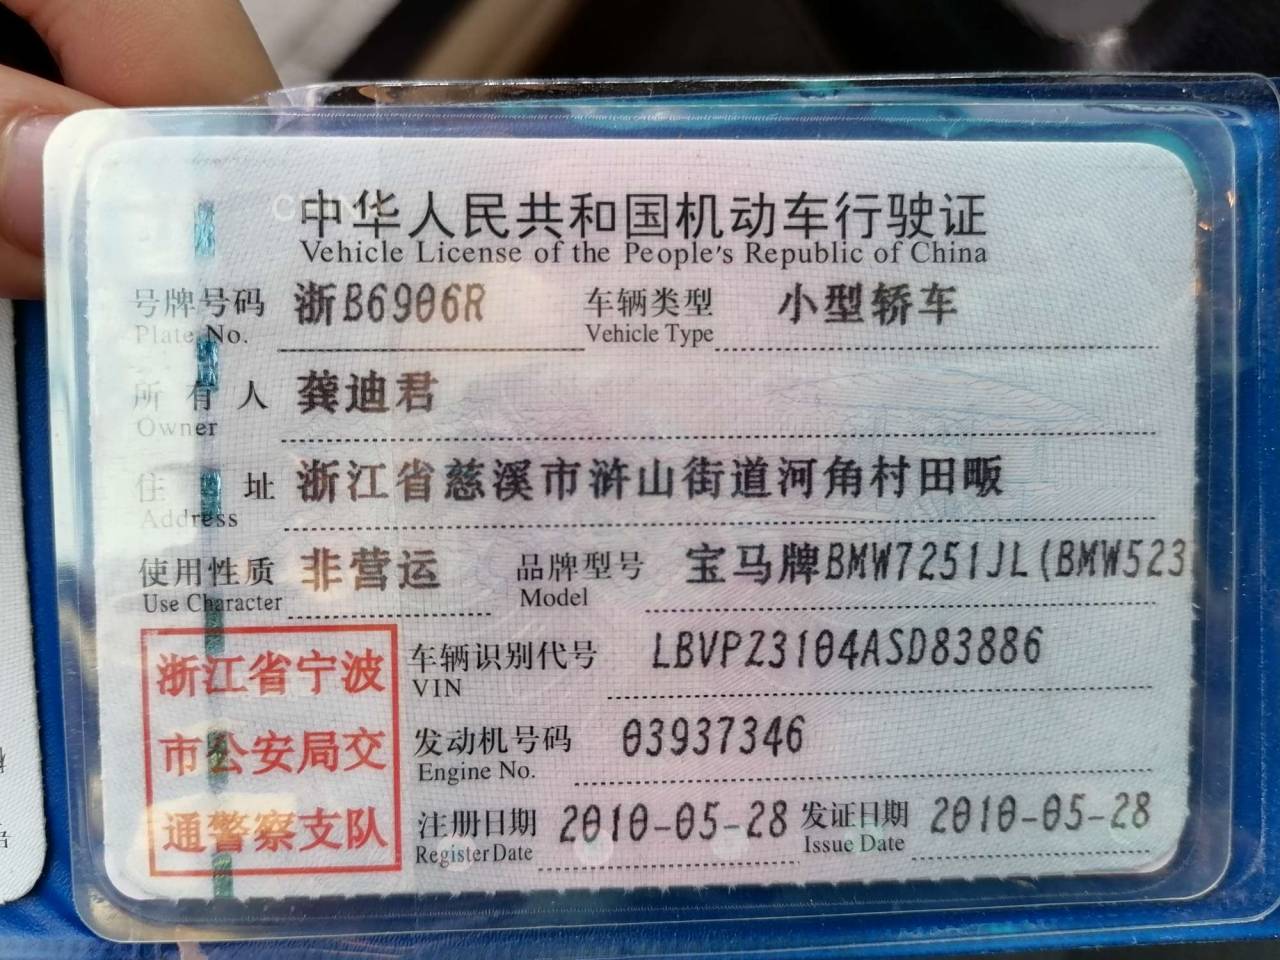 中华人民共和国机动车行驶证
Vehicle License of the People's Republic of China
号牌号码 浙B6906R 车辆类型 小型轿车
Plate No. Vehicle Type
所有人 龚迪君
Owner
住址 浙江省慈溪市浒山街道河角村田畈
Address
使用性质 非营运 品牌型号 宝马牌BMW7251JL(BMW523
Use Character Model
浙江省宁波
市公安局交
通警察支队
车辆识别代号 LBVPZ3104ASD83886
VIN
发动机号码 03937346
Engine No.
注册日期 2010-05-28 发证日期 2010-05-28
Register Date Issue Date